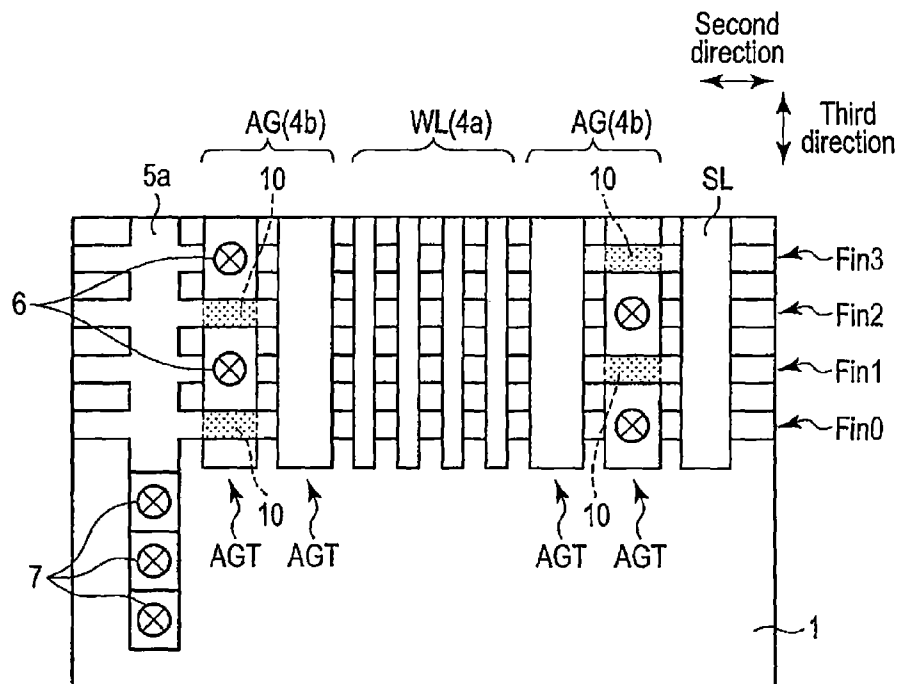 Second
direction
Third
direction
AG(4b)
WL(4a)
AG(4b)
5a
10
10
SL
6
Fin3
Fin2
Fin1
Fin0
10
10
AGT
AGT
AGT
AGT
7
1